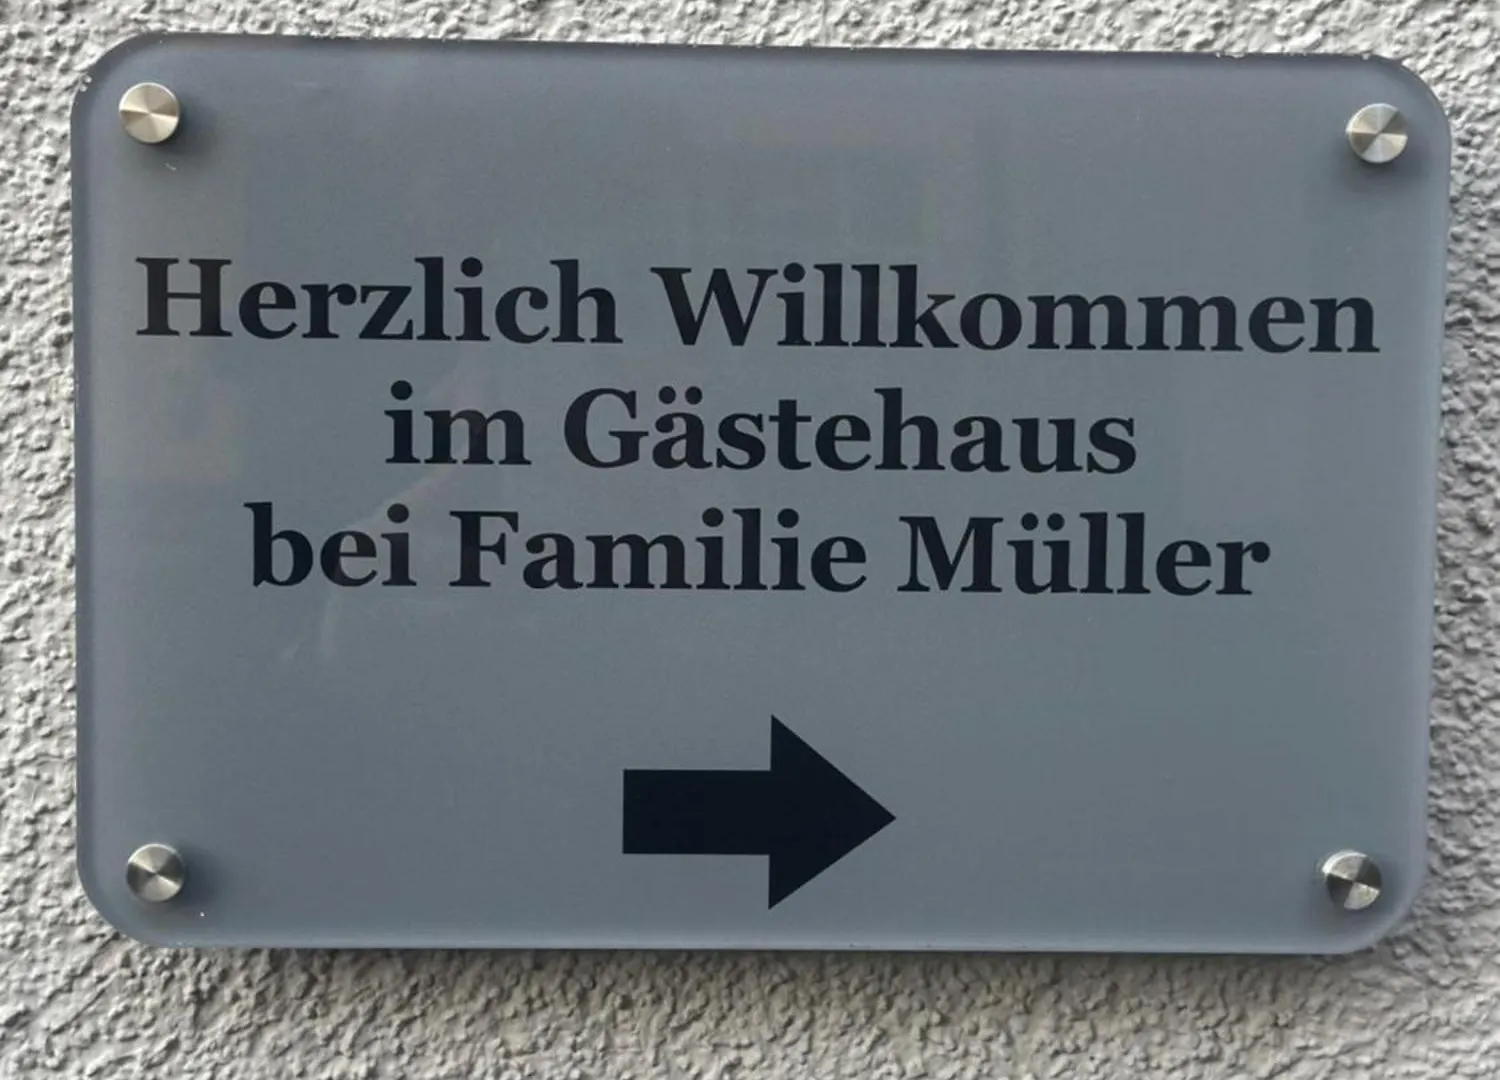 Herzlich Willkommen
im Gästehaus
bei Familie Müller